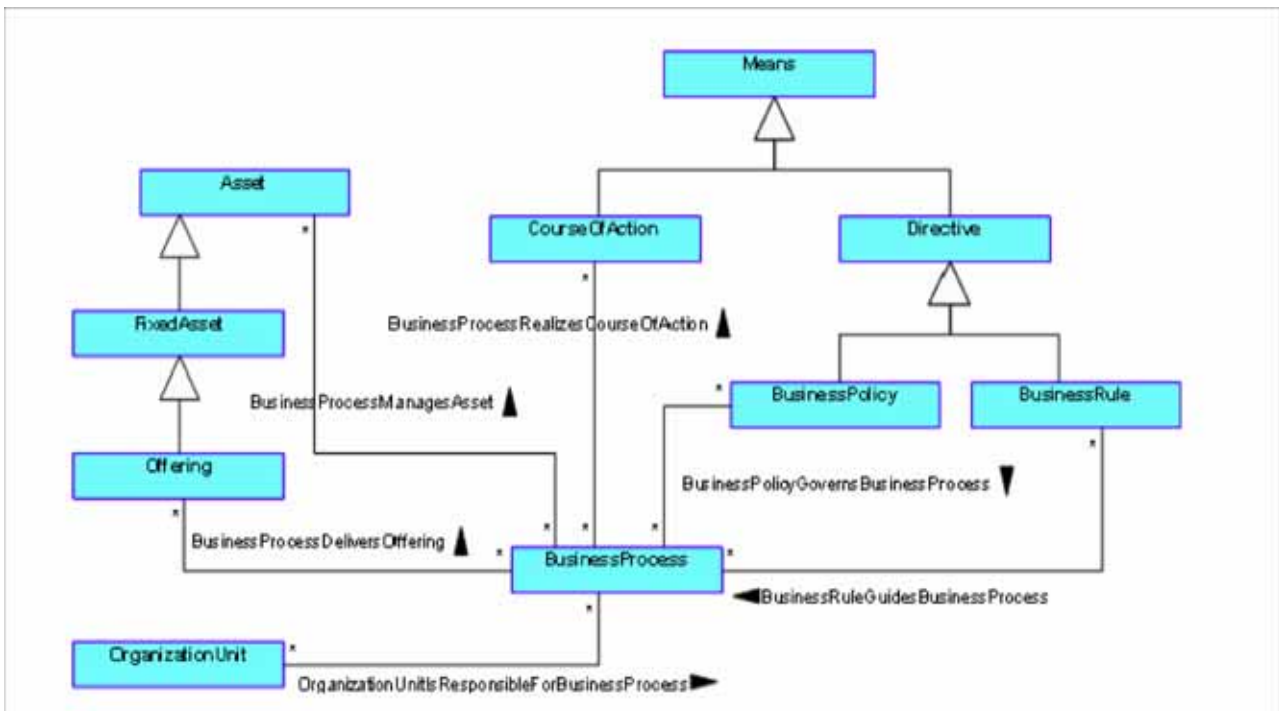 Means
Asset
CourseOfAction
Directive
FixedAsset
BusinessProcessRealizesCourseOfAction
BusinessProcessManagesAsset
BusinessPolicy
BusinessRule
Offering
BusinessPolicyGovernsBusinessProcess
BusinessProcessDeliversOffering
BusinessProcess
BusinessRuleGuidesBusinessProcess
OrganizationUnit
OrganizationUnitIsResponsibleForBusinessProcess
*
*
*
*
*
*
*
*
*
*
*
*